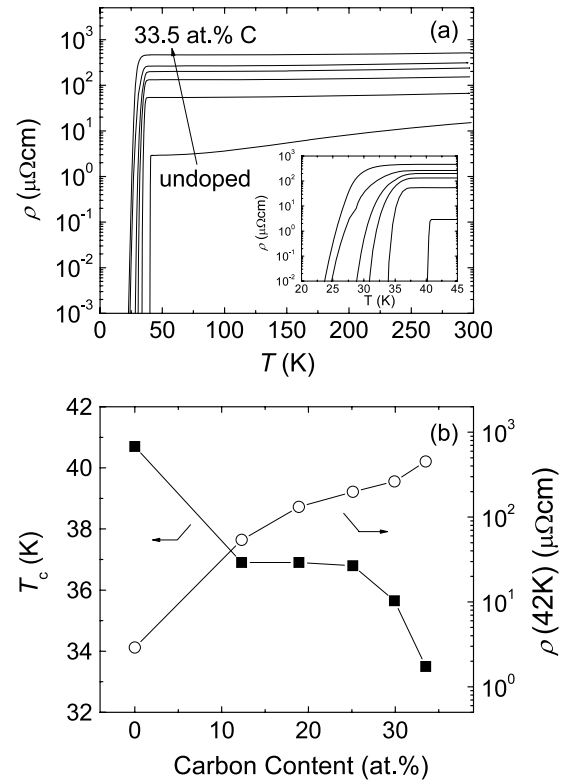 (a)
33.5 at.% C
undoped
10³
10²
10¹
10⁰
10⁻¹
10⁻²
10⁻³
ρ (μΩcm)
0 50 100 150 200 250 300
T (K)
10³
10²
10¹
10⁰
10⁻¹
10⁻²
ρ (μΩcm)
20 25 30 35 40 45
T (K)
(b)
42
40
38
36
34
32
T_c (K)
10³
10²
10¹
10⁰
ρ (42K) (μΩcm)
0 10 20 30
Carbon Content (at.%)